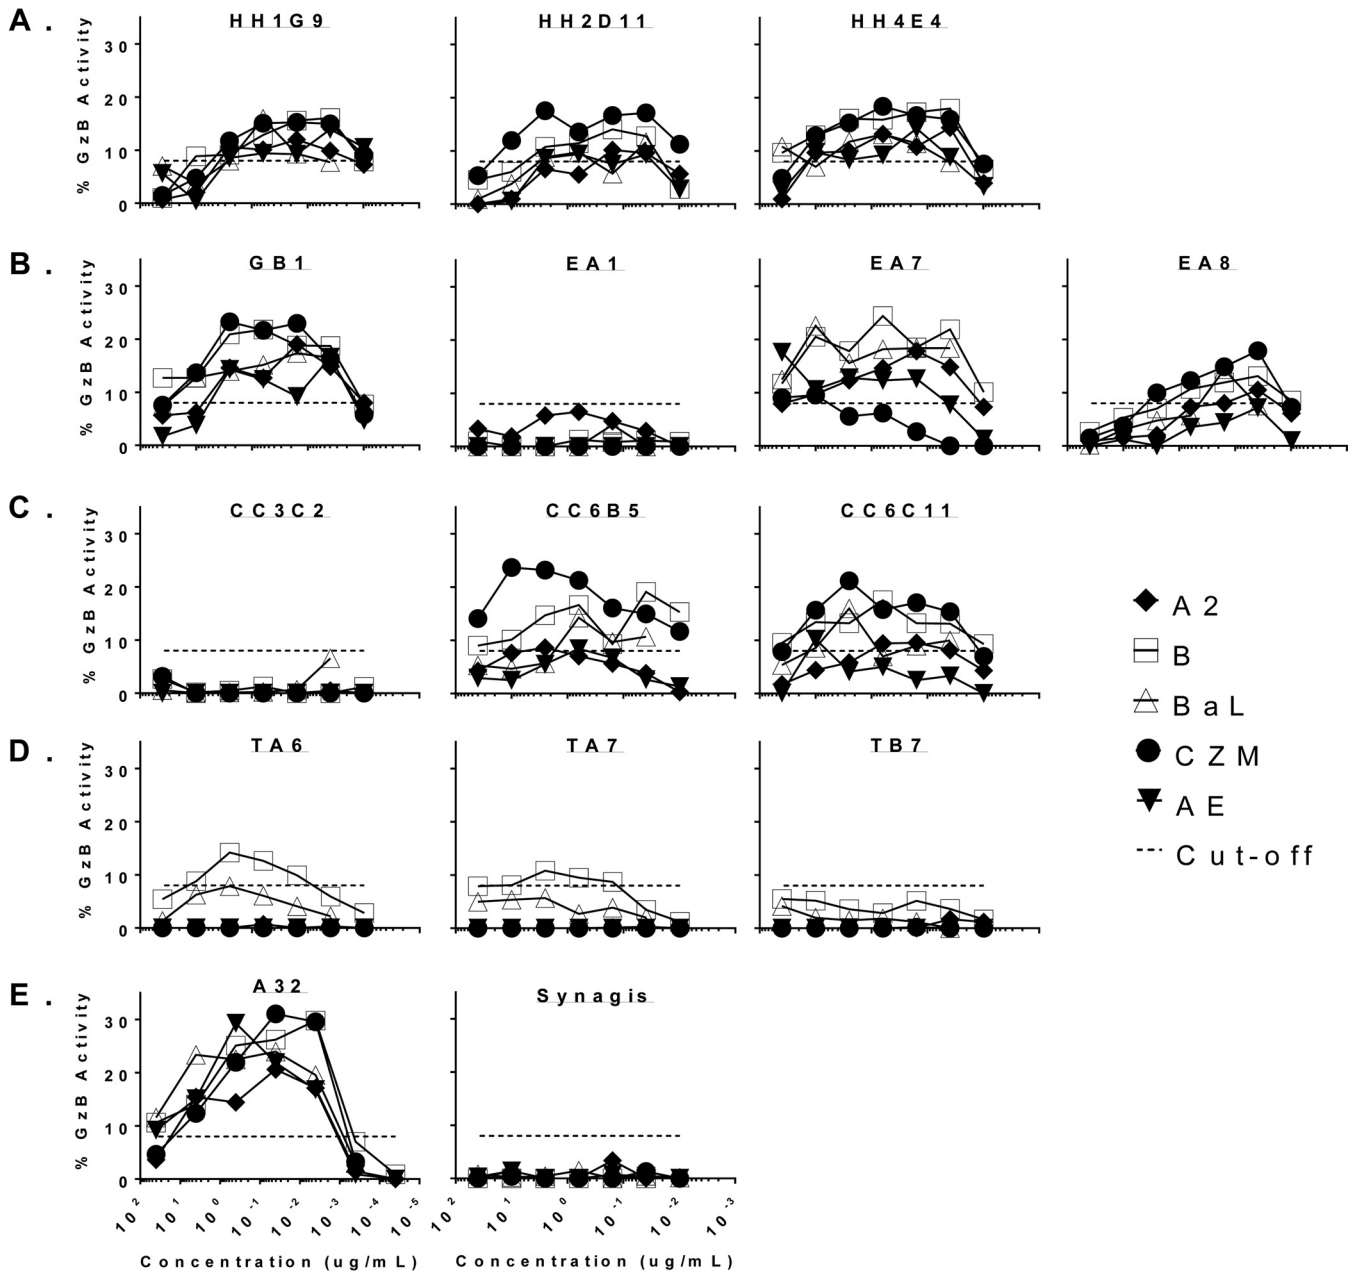 A.
HH1G9
HH2D11
HH4E4
% GzB Activity
30
20
10
0
B.
GB1
EA1
EA7
EA8
% GzB Activity
30
20
10
0
C.
CC3C2
CC6B5
CC6C11
% GzB Activity
30
20
10
0
A2
B
BaL
CZM
AE
Cut-off
D.
TA6
TA7
TB7
% GzB Activity
30
20
10
0
E.
A32
Synagis
% GzB Activity
30
20
10
0
10^2 10^1 10^0 10^-1 10^-2 10^-3 10^-4 10^-5
10^2 10^1 10^0 10^-1 10^-2 10^-3
Concentration (ug/mL)
Concentration (ug/mL)